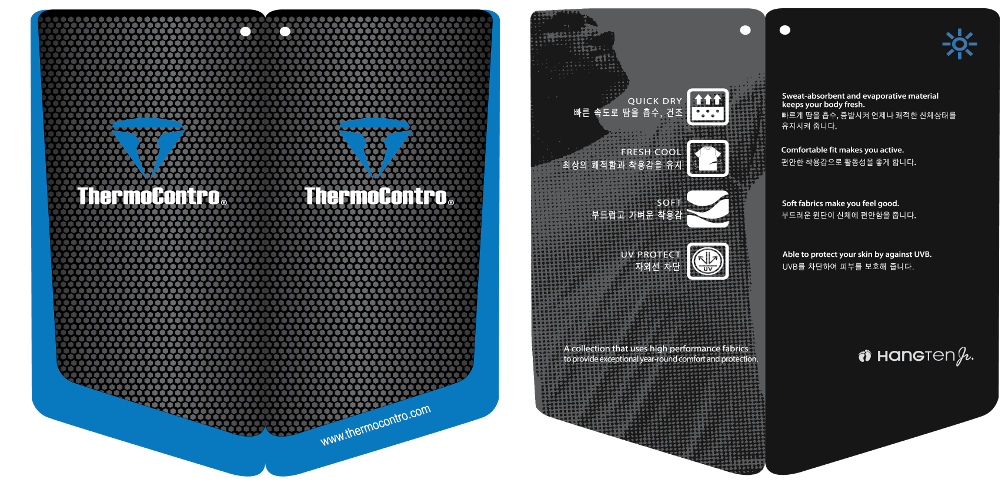 ThermoContro®
ThermoContro®
www.thermocontro.com
QUICK DRY
빠른 속도로 땀을 흡수, 건조
FRESH COOL
최상의 쾌적함과 착용감을 유지
SOFT
부드럽고 가벼운 착용감
UV PROTECT
자외선 차단
UV
A collection that uses high performance fabrics
to provide exceptional year-round comfort and protection.
Sweat-absorbent and evaporative material
keeps your body fresh.
빠르게 땀을 흡수, 증발시켜 언제나 쾌적한 신체상태를
유지시켜 줍니다.
Comfortable fit makes you active.
편안한 착용감으로 활동성을 좋게 합니다.
Soft fabrics make you feel good.
부드러운 원단이 신체에 편안함을 줍니다.
Able to protect your skin by against UVB.
UVB를 차단하여 피부를 보호해 줍니다.
HANGTEN Jr.